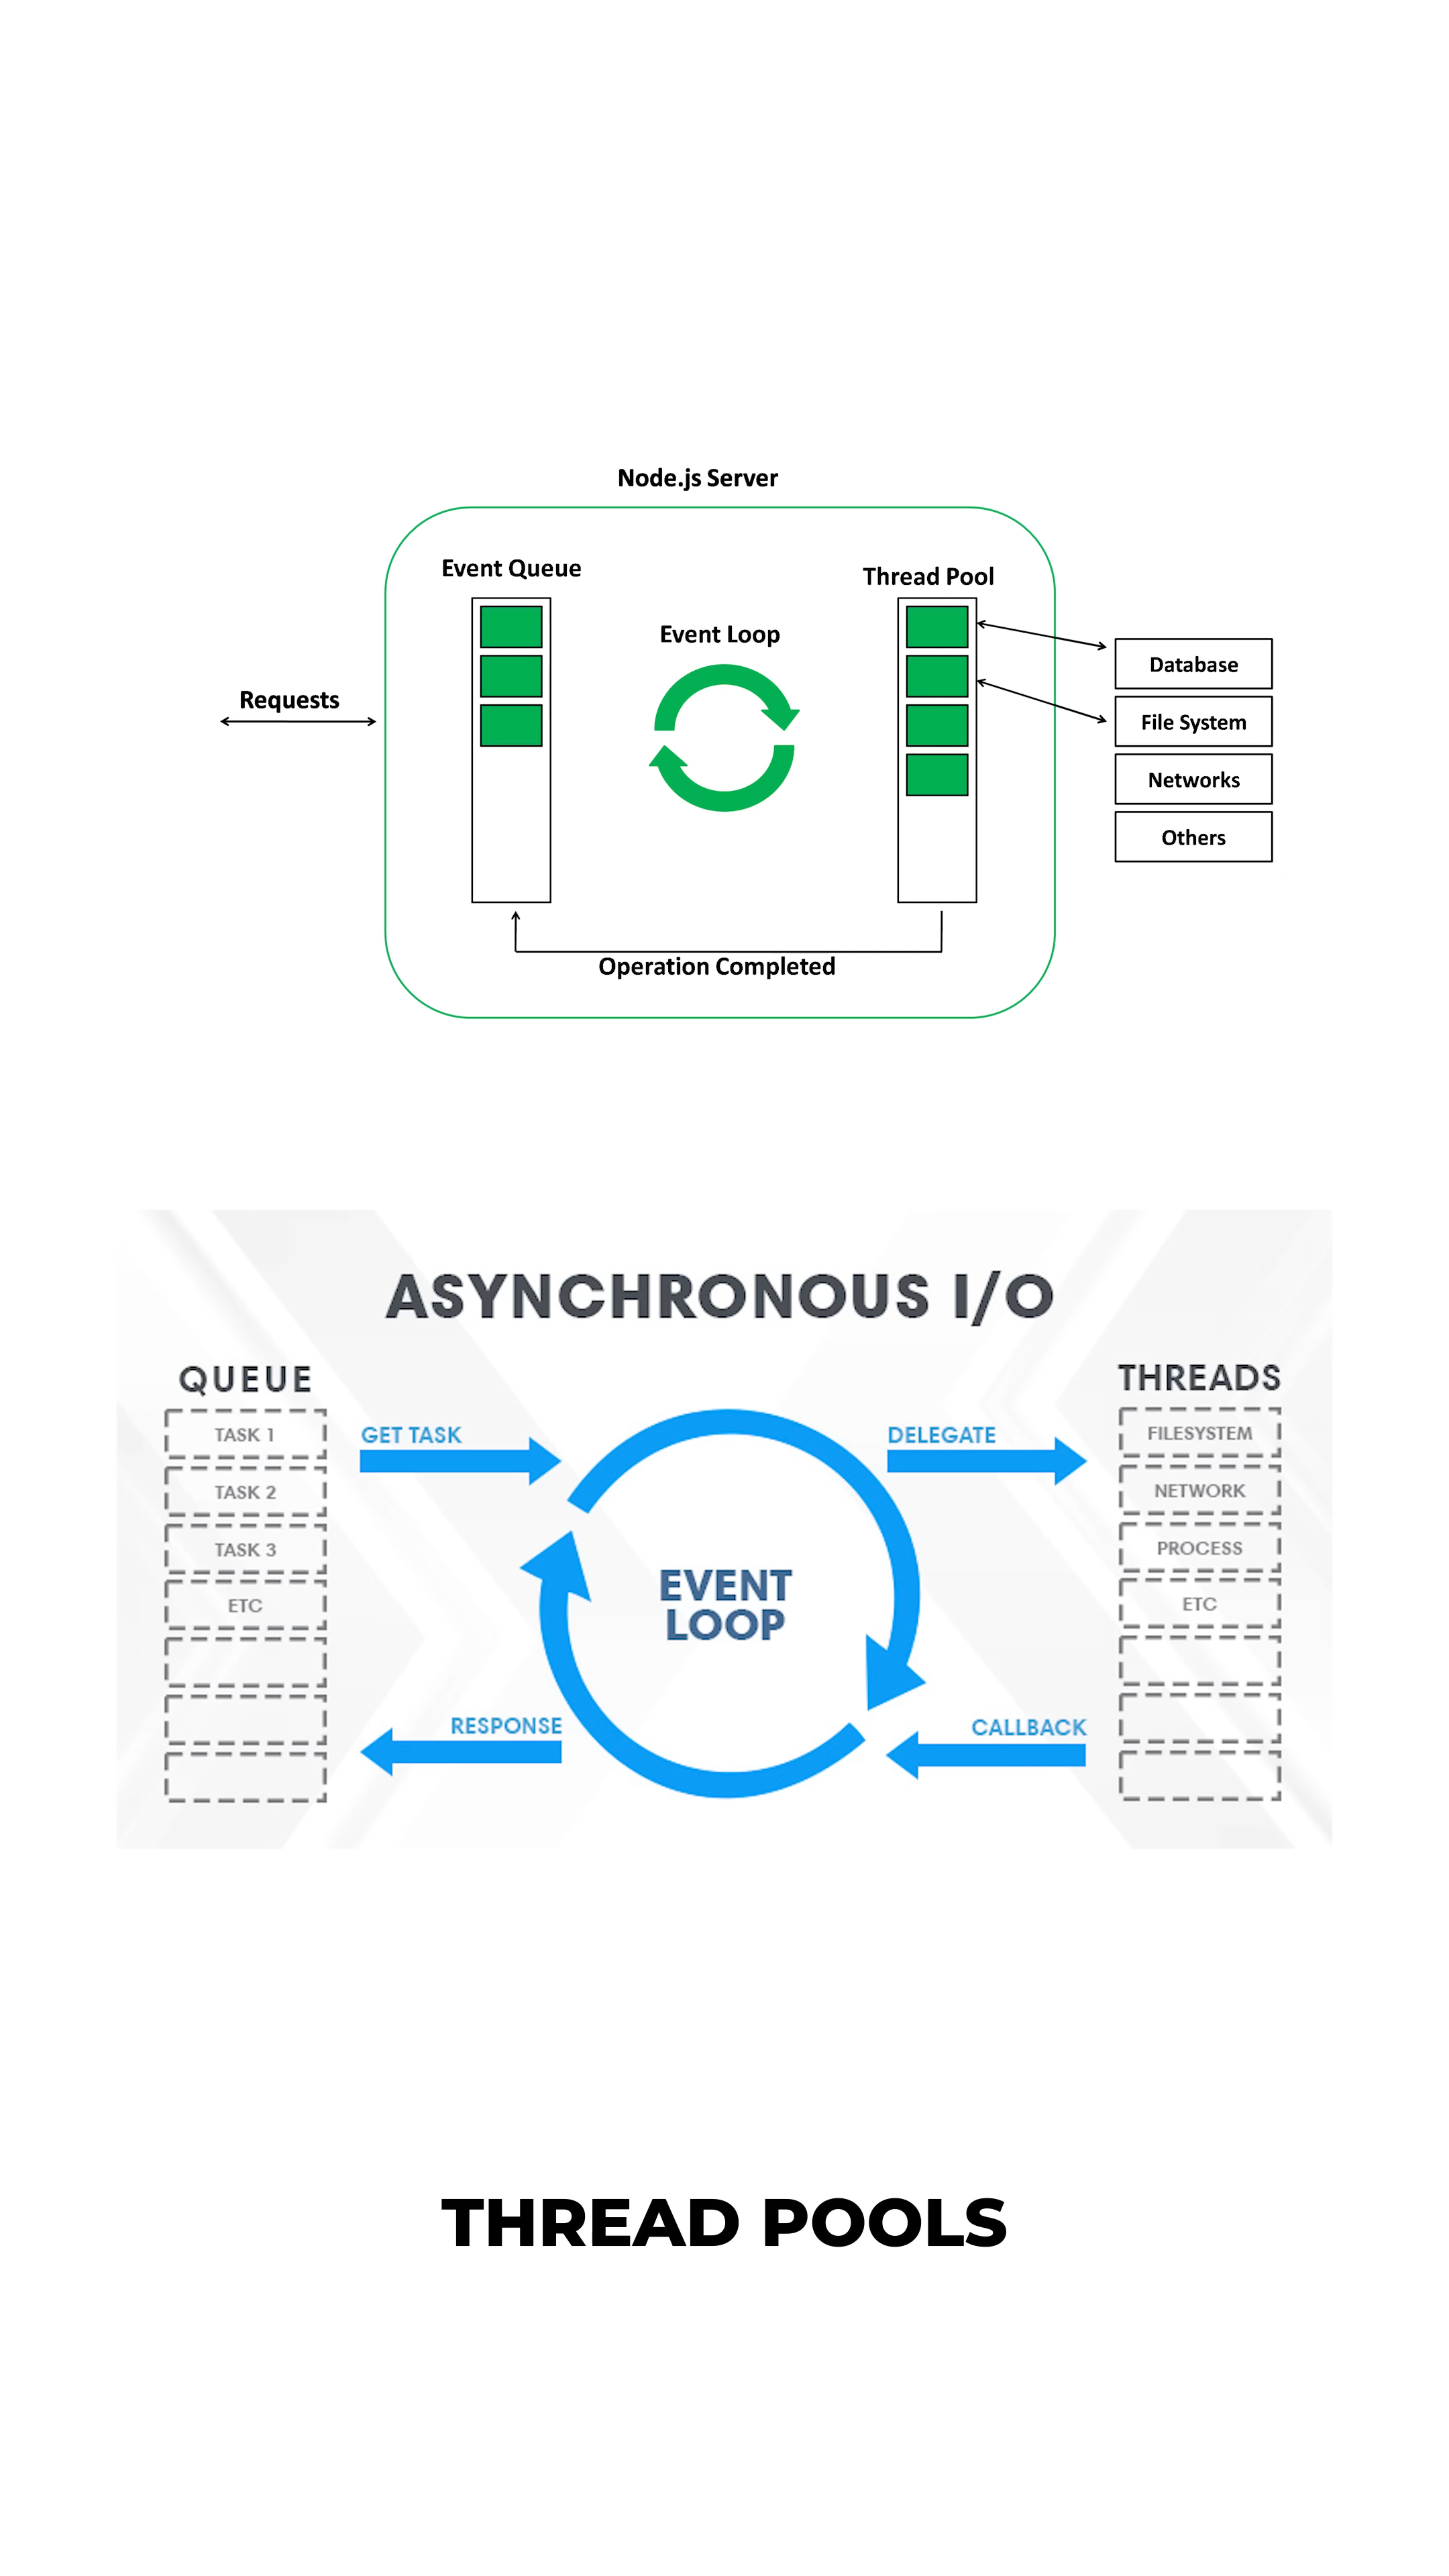 Node.js Server
Event Queue
Thread Pool
Event Loop
Requests
Database
File System
Networks
Others
Operation Completed
ASYNCHRONOUS I/O
QUEUE
THREADS
TASK 1
TASK 2
TASK 3
ETC
GET TASK
DELEGATE
FILESYSTEM
NETWORK
PROCESS
ETC
EVENT
LOOP
RESPONSE
CALLBACK
THREAD POOLS